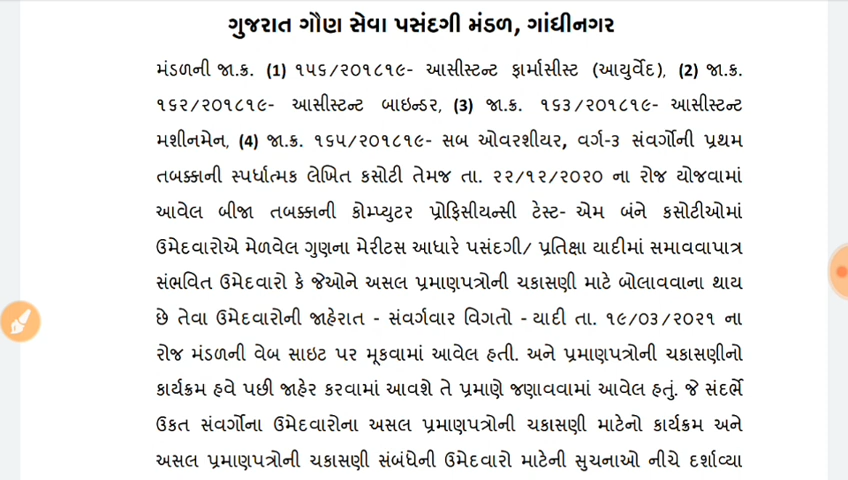 ગુજરાત ગૌણ સેવા પસંદગી મંડળ, ગાંધીનગર
મંડળની જા.ક્ર. (1) ૧૫૬/૨૦૧૮૧૯- આસીસ્ટન્ટ ફાર્માસીસ્ટ (આયુર્વેદ), (2) જા.ક્ર.
૧૬૨/૨૦૧૮૧૯- આસીસ્ટન્ટ બાઇન્ડર, (3) જા.ક્ર. ૧૬૩/૨૦૧૮૧૯- આસીસ્ટન્ટ
મશીનમેન, (4) જા.ક્ર. ૧૬૫/૨૦૧૮૧૯- સબ ઓવરશીયર, વર્ગ-3 સંવર્ગોની પ્રથમ
તબક્કાની સ્પર્ધાત્મક લેખિત કસોટી તેમજ તા. ૨૨/૧૨/૨૦૨૦ ના રોજ યોજવામાં
આવેલ બીજા તબક્કાની કોમ્પ્યુટર પ્રોફિસીયન્સી ટેસ્ટ- એમ બંને કસોટીઓમાં
ઉમેદવારોએ મેળવેલ ગુણના મેરીટસ આધારે પસંદગી/ પ્રતિક્ષા યાદીમાં સમાવવાપાત્ર
સંભવિત ઉમેદવારો કે જેઓને અસલ પ્રમાણપત્રોની ચકાસણી માટે બોલાવવાના થાય
છે તેવા ઉમેદવારોની જાહેરાત - સંવર્ગવાર વિગતો - યાદી તા. ૧૯/૦૩/૨૦૨૧ ના
રોજ મંડળની વેબ સાઇટ પર મૂકવામાં આવેલ હતી. અને પ્રમાણપત્રોની ચકાસણીનો
કાર્યક્રમ હવે પછી જાહેર કરવામાં આવશે તે પ્રમાણે જણાવવામાં આવેલ હતું. જે સંદર્ભે
ઉકત સંવર્ગોના ઉમેદવારોના અસલ પ્રમાણપત્રોની ચકાસણી માટેનો કાર્યક્રમ અને
અસલ પ્રમાણપત્રોની ચકાસણી સંબંધેની ઉમેદવારો માટેની સુચનાઓ નીચે દર્શાવ્યા